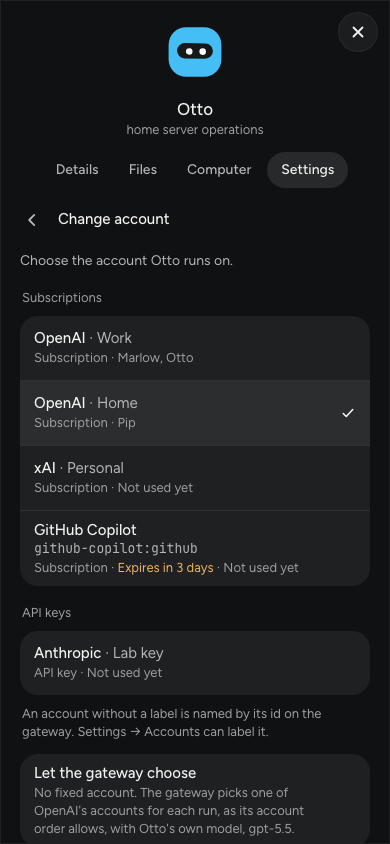 Otto
home server operations
Details Files Computer Settings
Change account
Choose the account Otto runs on.
Subscriptions
OpenAI · Work
Subscription · Marlow, Otto
OpenAI · Home
Subscription · Pip
xAI · Personal
Subscription · Not used yet
GitHub Copilot
github-copilot:github
Subscription · Expires in 3 days · Not used yet
API keys
Anthropic · Lab key
API key · Not used yet
An account without a label is named by its id on the
gateway. Settings → Accounts can label it.
Let the gateway choose
No fixed account. The gateway picks one of
OpenAI's accounts for each run, as its account
order allows, with Otto's own model, gpt-5.5.